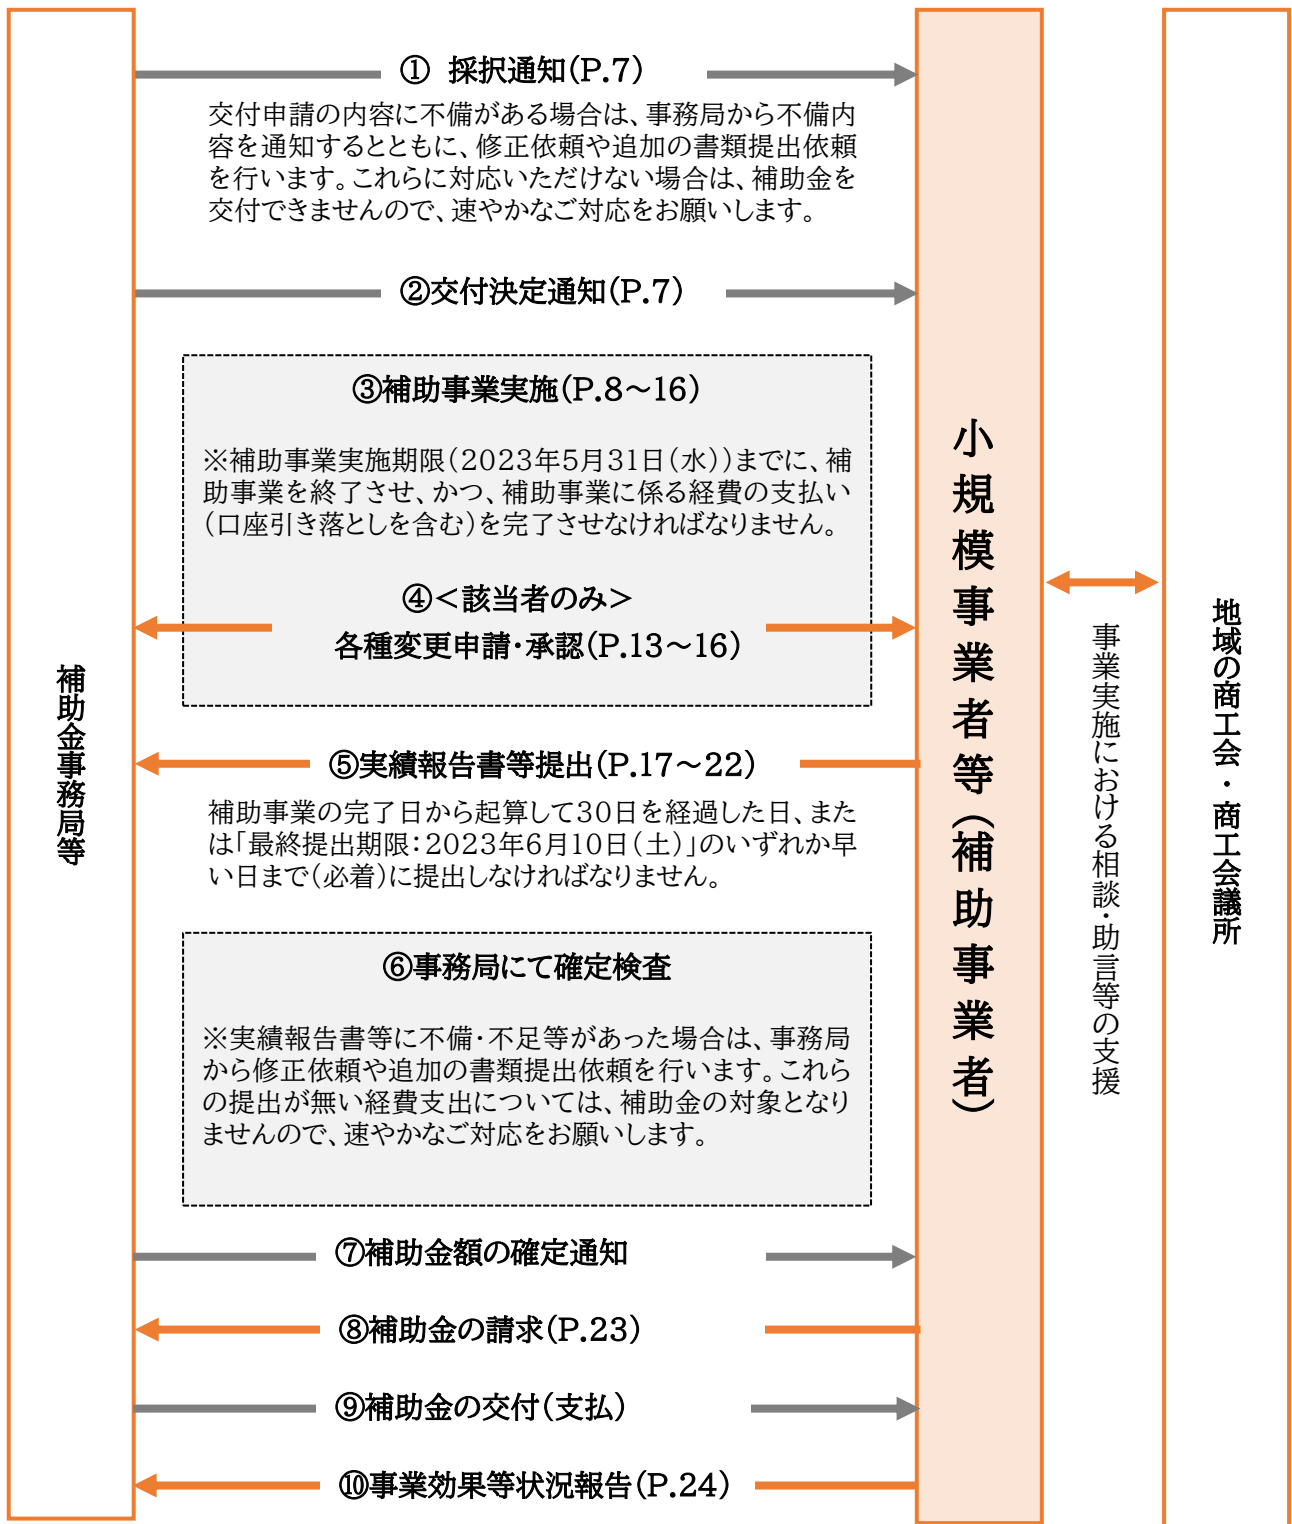 ① 採択通知(P.7)
交付申請の内容に不備がある場合は、事務局から不備内
容を通知するとともに、修正依頼や追加の書類提出依頼
を行います。これらに対応いただけない場合は、補助金を
交付できませんので、速やかなご対応をお願いします。
②交付決定通知(P.7)
③補助事業実施(P.8～16)
※補助事業実施期限(2023年5月31日(水))までに、補
助事業を終了させ、かつ、補助事業に係る経費の支払い
(口座引き落としを含む)を完了させなければなりません。
④＜該当者のみ＞
各種変更申請・承認(P.13～16)
⑤実績報告書等提出(P.17～22)
補助事業の完了日から起算して30日を経過した日、また
は「最終提出期限：2023年6月10日(土)」のいずれか早
い日まで(必着)に提出しなければなりません。
⑥事務局にて確定検査
※実績報告書等に不備・不足等があった場合は、事務局
から修正依頼や追加の書類提出依頼を行います。これら
の提出が無い経費支出については、補助金の対象となり
ませんので、速やかなご対応をお願いします。
⑦補助金額の確定通知
⑧補助金の請求(P.23)
⑨補助金の交付(支払)
⑩事業効果等状況報告(P.24)
補助金事務局等
小規模事業者等(補助事業者)
事業実施における相談・助言等の支援
地域の商工会・商工会議所